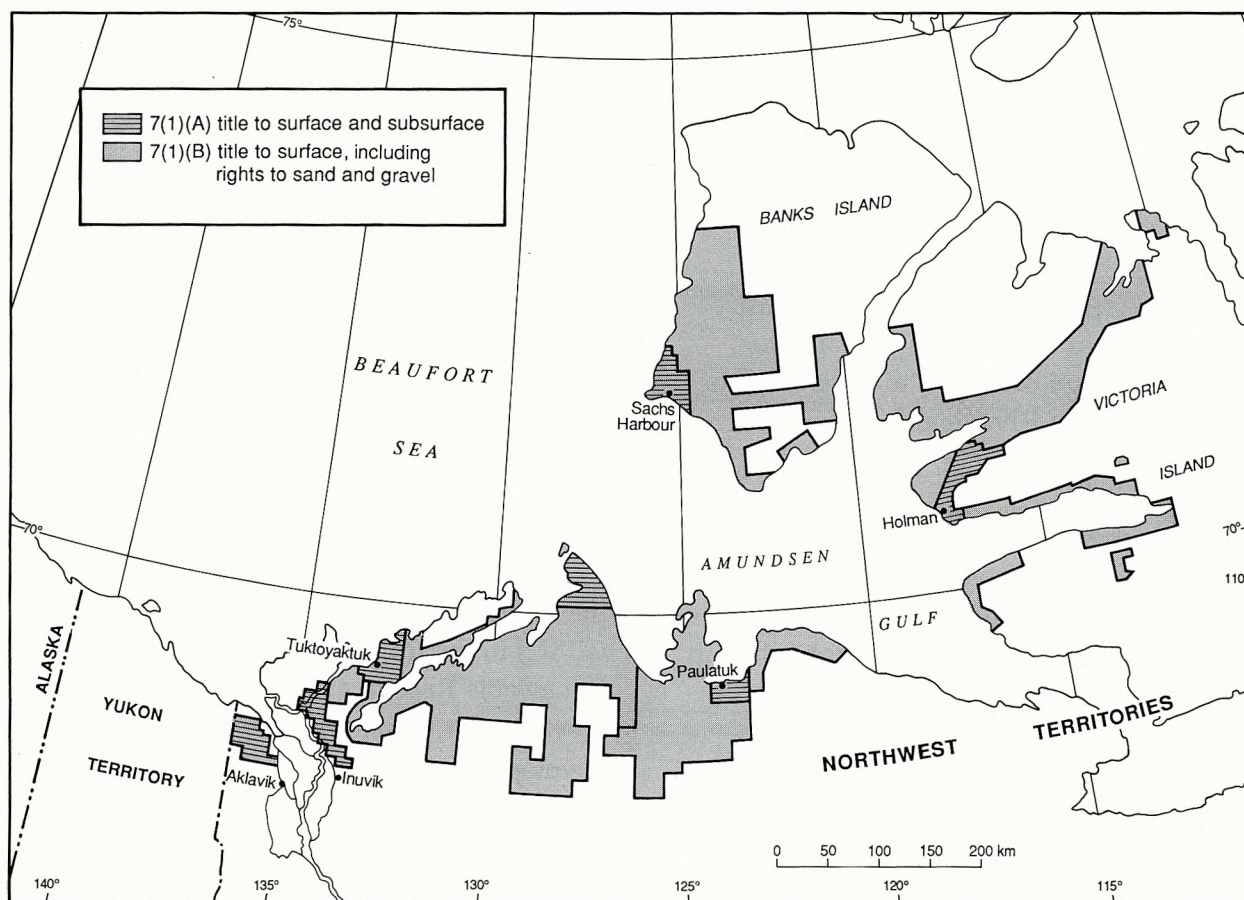 75°
7(1)(A) title to surface and subsurface
7(1)(B) title to surface, including
rights to sand and gravel
BANKS ISLAND
BEAUFORT
SEA
Sachs
Harbour
VICTORIA
ISLAND
Holman
70°
70°
AMUNDSEN
GULF
110
Tuktoyaktuk
Paulatuk
ALASKA
YUKON
TERRITORY
Aklavik
Inuvik
NORTHWEST
TERRITORIES
0 50 100 150 200 km
140° 135° 130° 125° 120° 115°